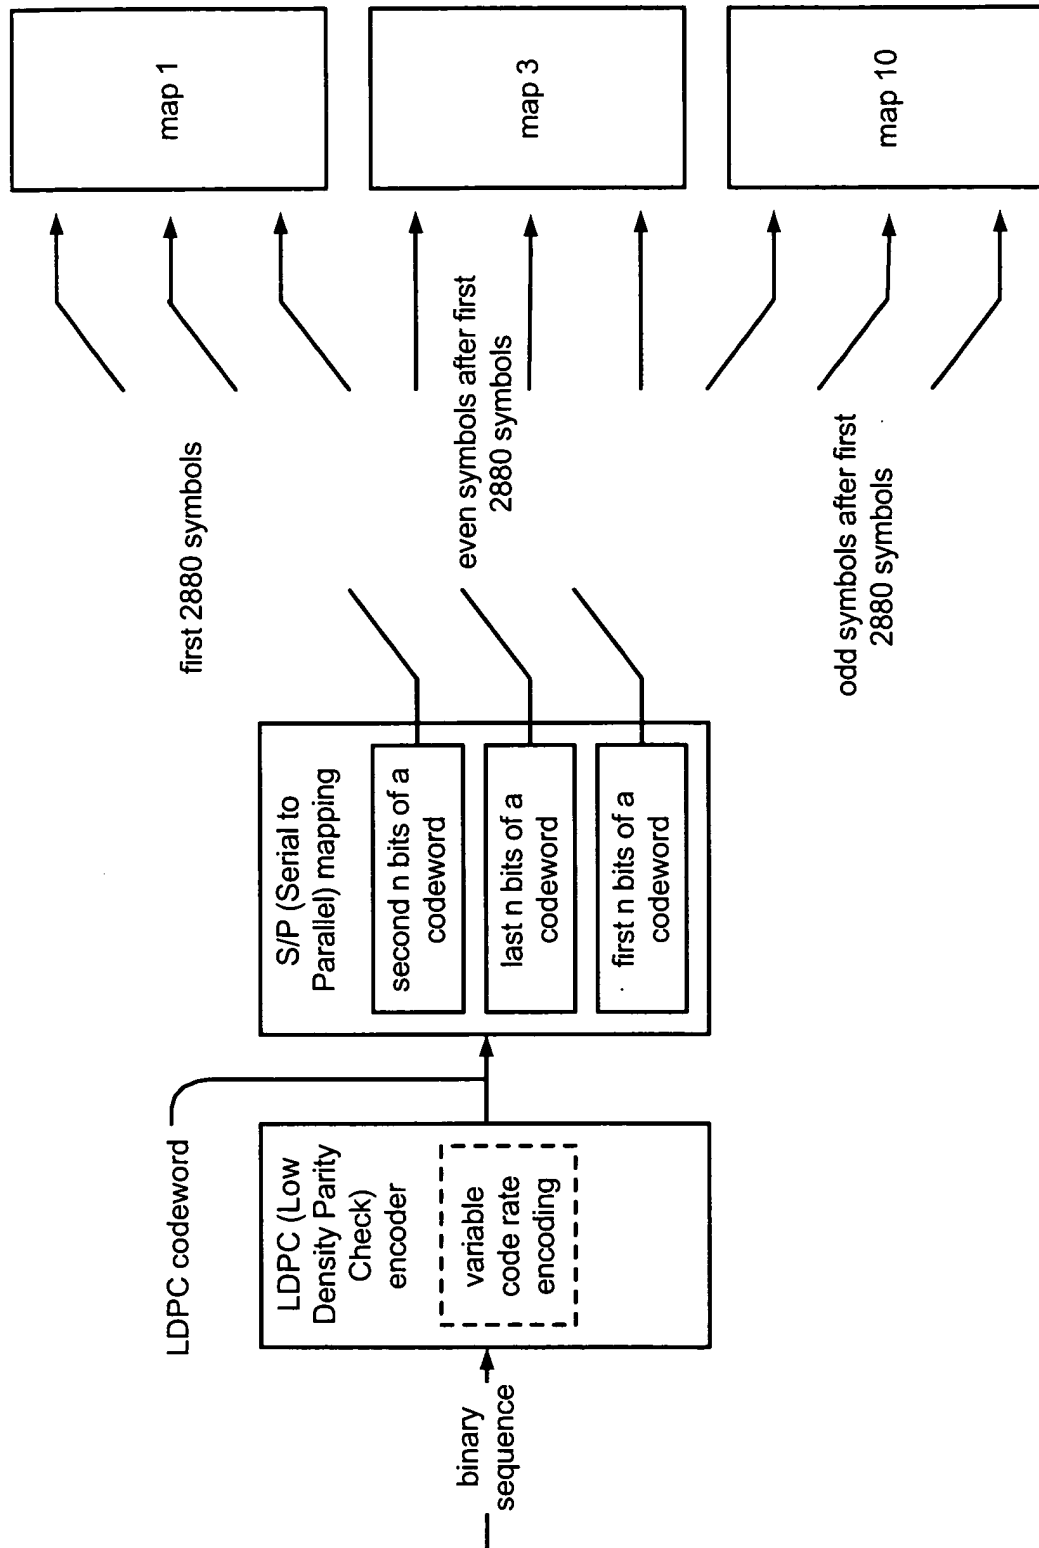 binary
sequence
LDPC codeword
LDPC (Low
Density Parity
Check)
encoder
variable
code rate
encoding
S/P (Serial to
Parallel) mapping
second n bits of a
codeword
last n bits of a
codeword
first n bits of a
codeword
first 2880 symbols
even symbols after first
2880 symbols
odd symbols after first
2880 symbols
map 1
map 3
map 10